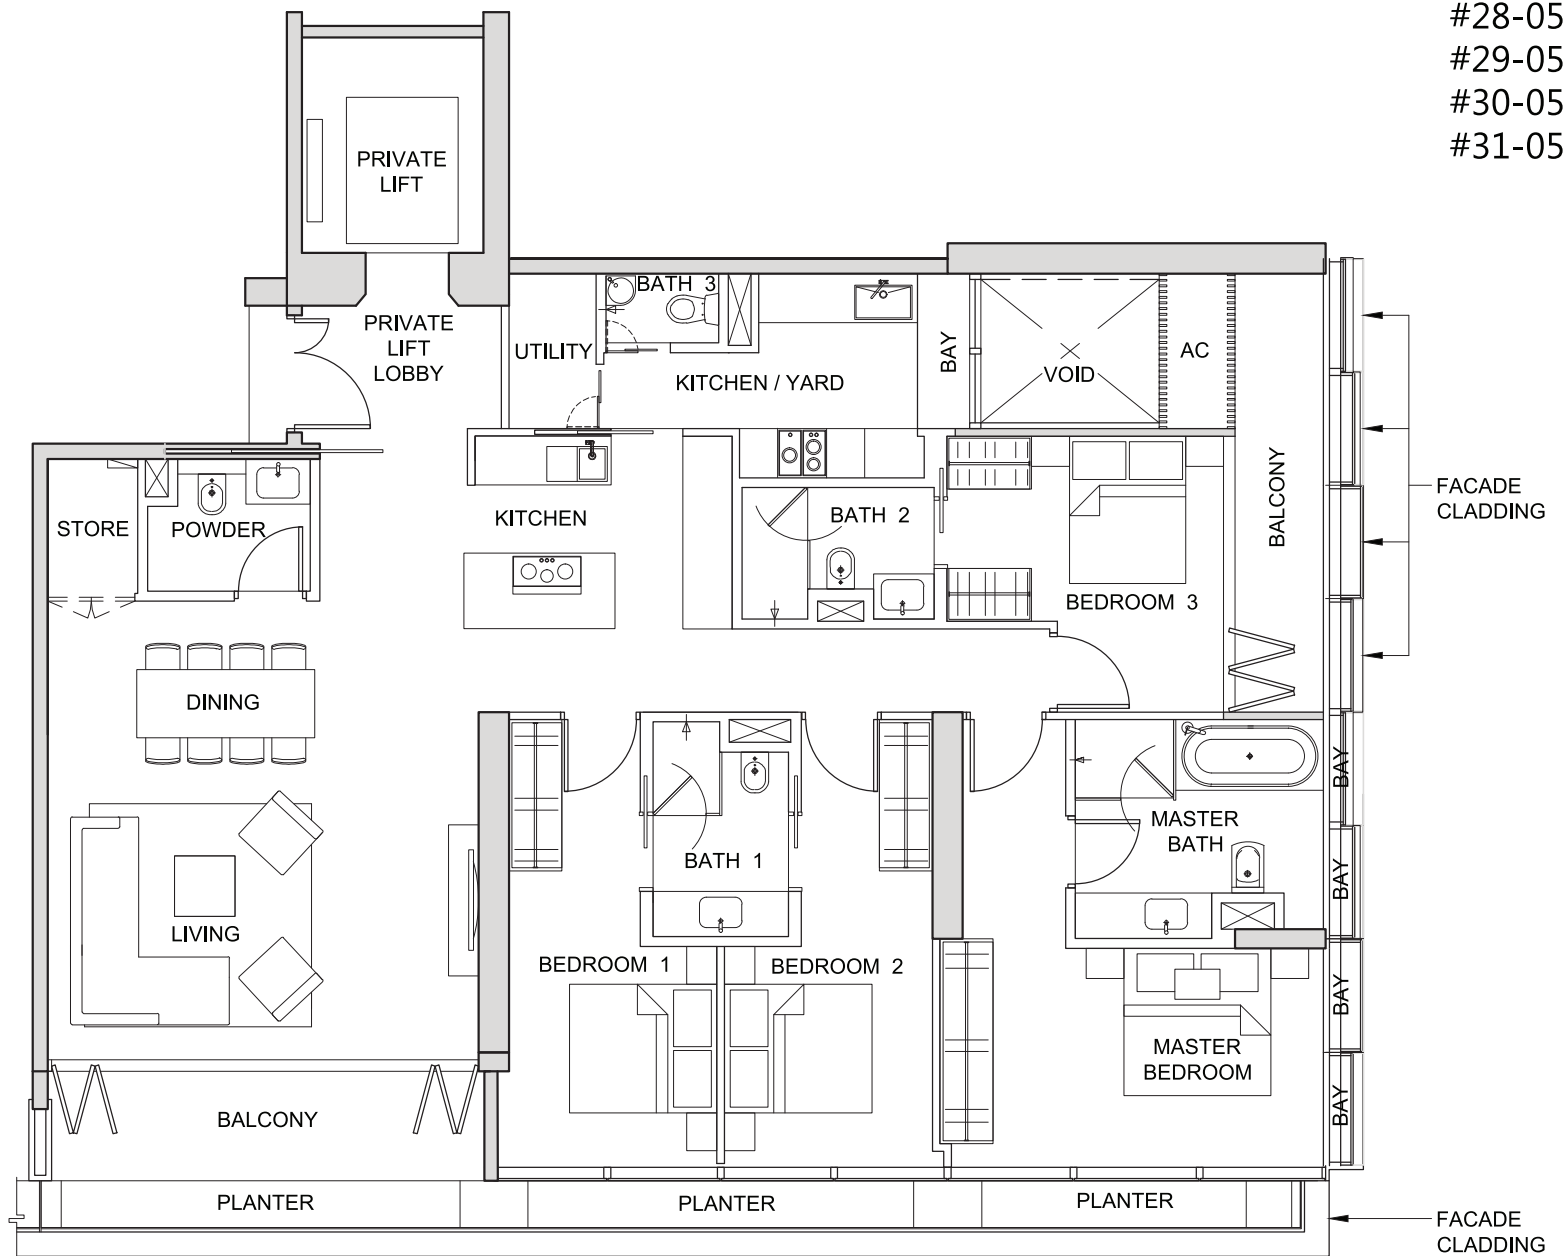 #28-05
#29-05
#30-05
#31-05
PRIVATE
LIFT
BATH 3
PRIVATE
LIFT
LOBBY
UTILITY
KITCHEN / YARD
BAY
VOID
AC
STORE
POWDER
KITCHEN
BATH 2
BEDROOM 3
BALCONY
FACADE
CLADDING
DINING
LIVING
BATH 1
BEDROOM 1
BEDROOM 2
MASTER
BATH
MASTER
BEDROOM
BAY
BAY
BAY
BAY
BALCONY
PLANTER
PLANTER
PLANTER
FACADE
CLADDING